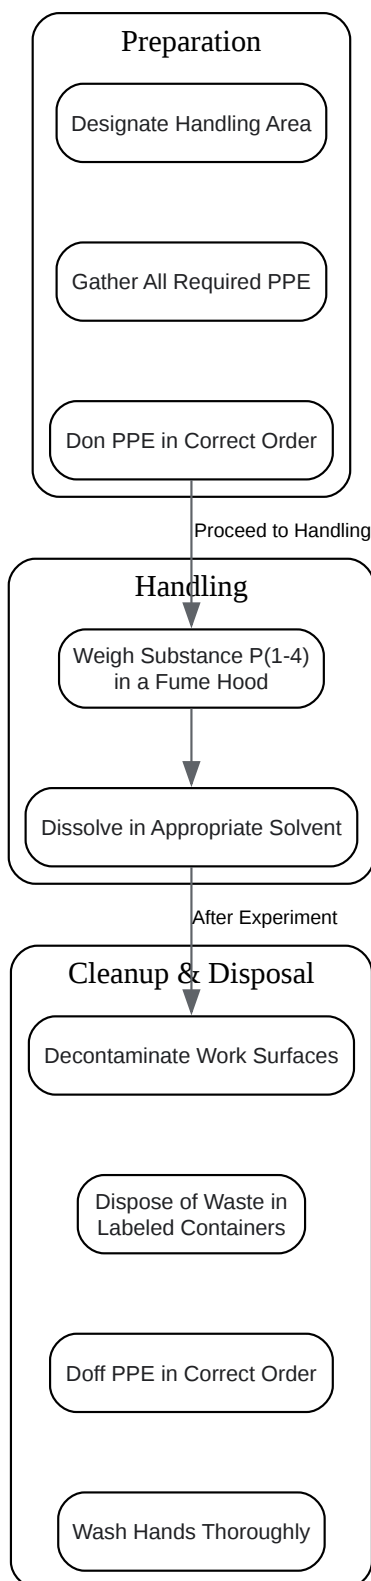 Preparation
Designate Handling Area
Gather All Required PPE
Don PPE in Correct Order
Proceed to Handling
Handling
Weigh Substance P(1-4)
in a Fume Hood
Dissolve in Appropriate Solvent
After Experiment
Cleanup & Disposal
Decontaminate Work Surfaces
Dispose of Waste in
Labeled Containers
Doff PPE in Correct Order
Wash Hands Thoroughly